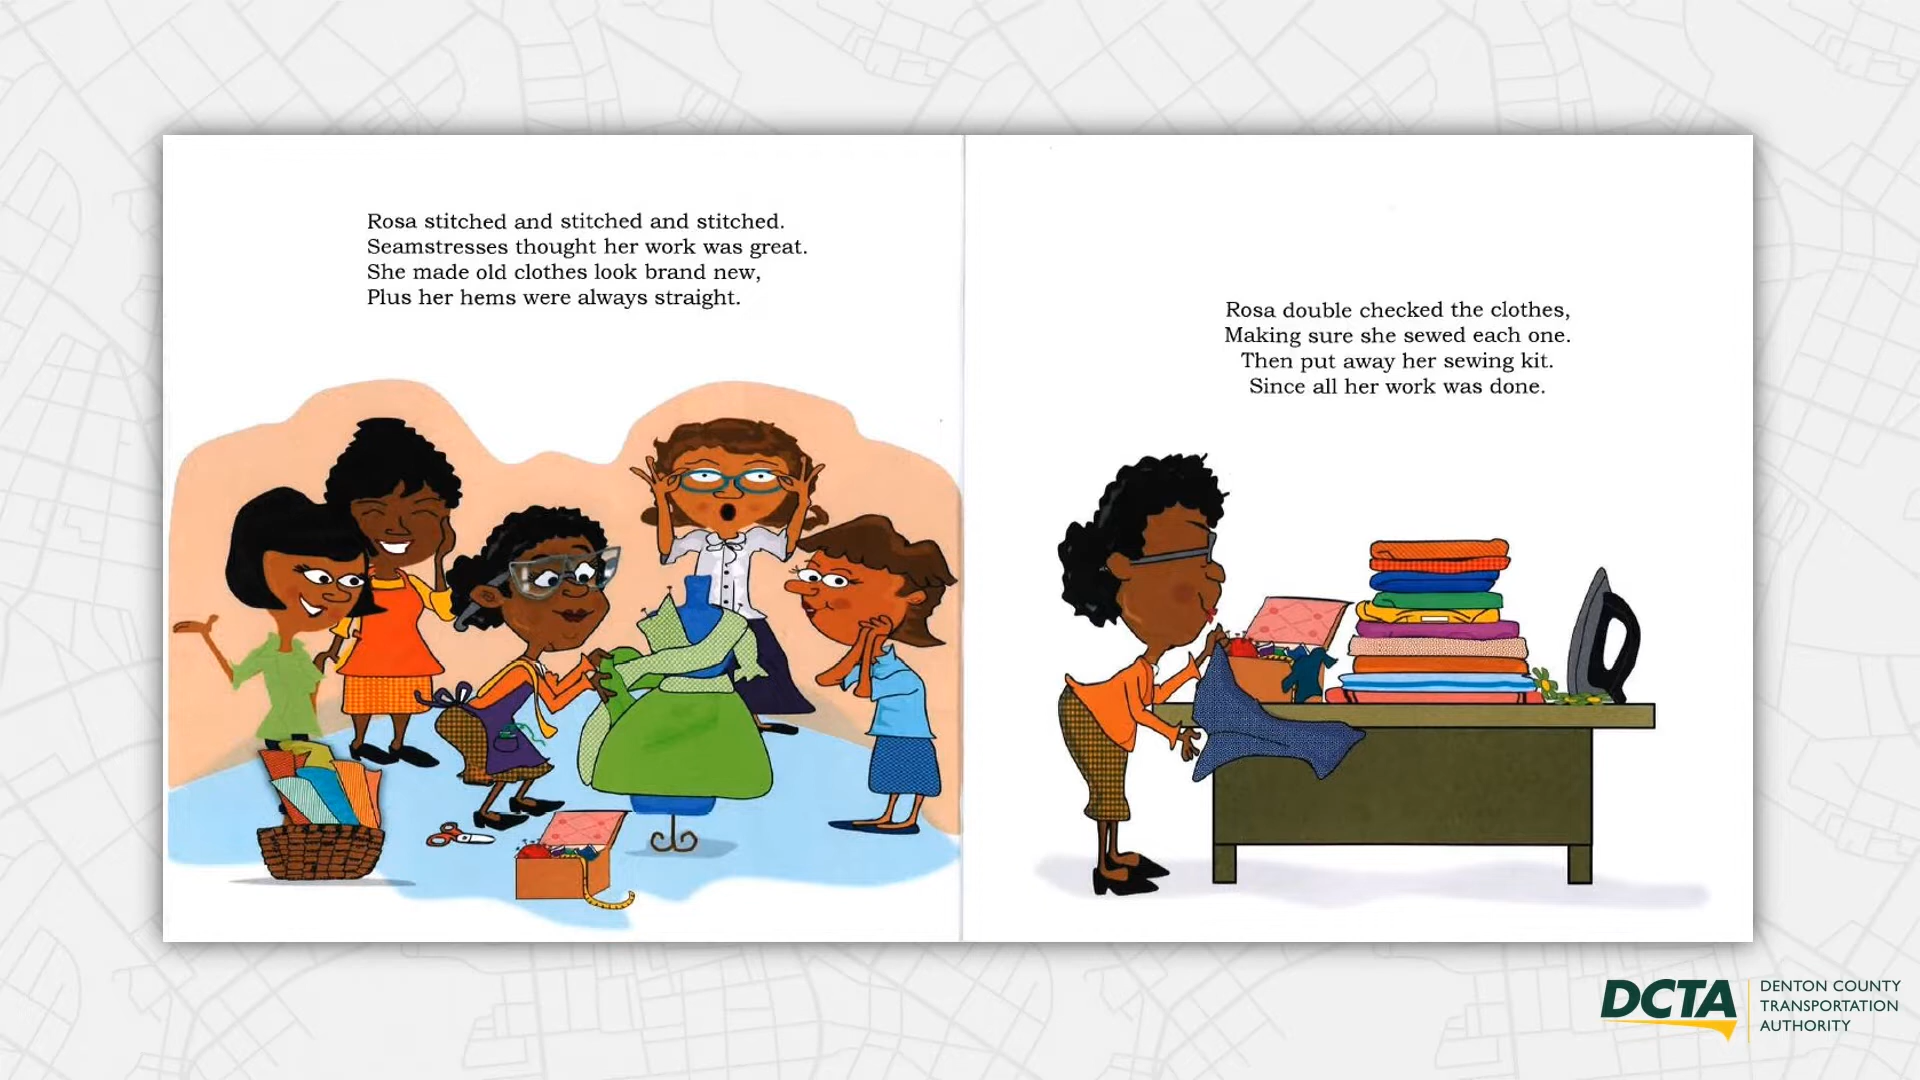 Rosa stitched and stitched and stitched.
Seamstresses thought her work was great.
She made old clothes look brand new,
Plus her hems were always straight.
Rosa double checked the clothes,
Making sure she sewed each one.
Then put away her sewing kit.
Since all her work was done.
DCTA
DENTON COUNTY
TRANSPORTATION
AUTHORITY